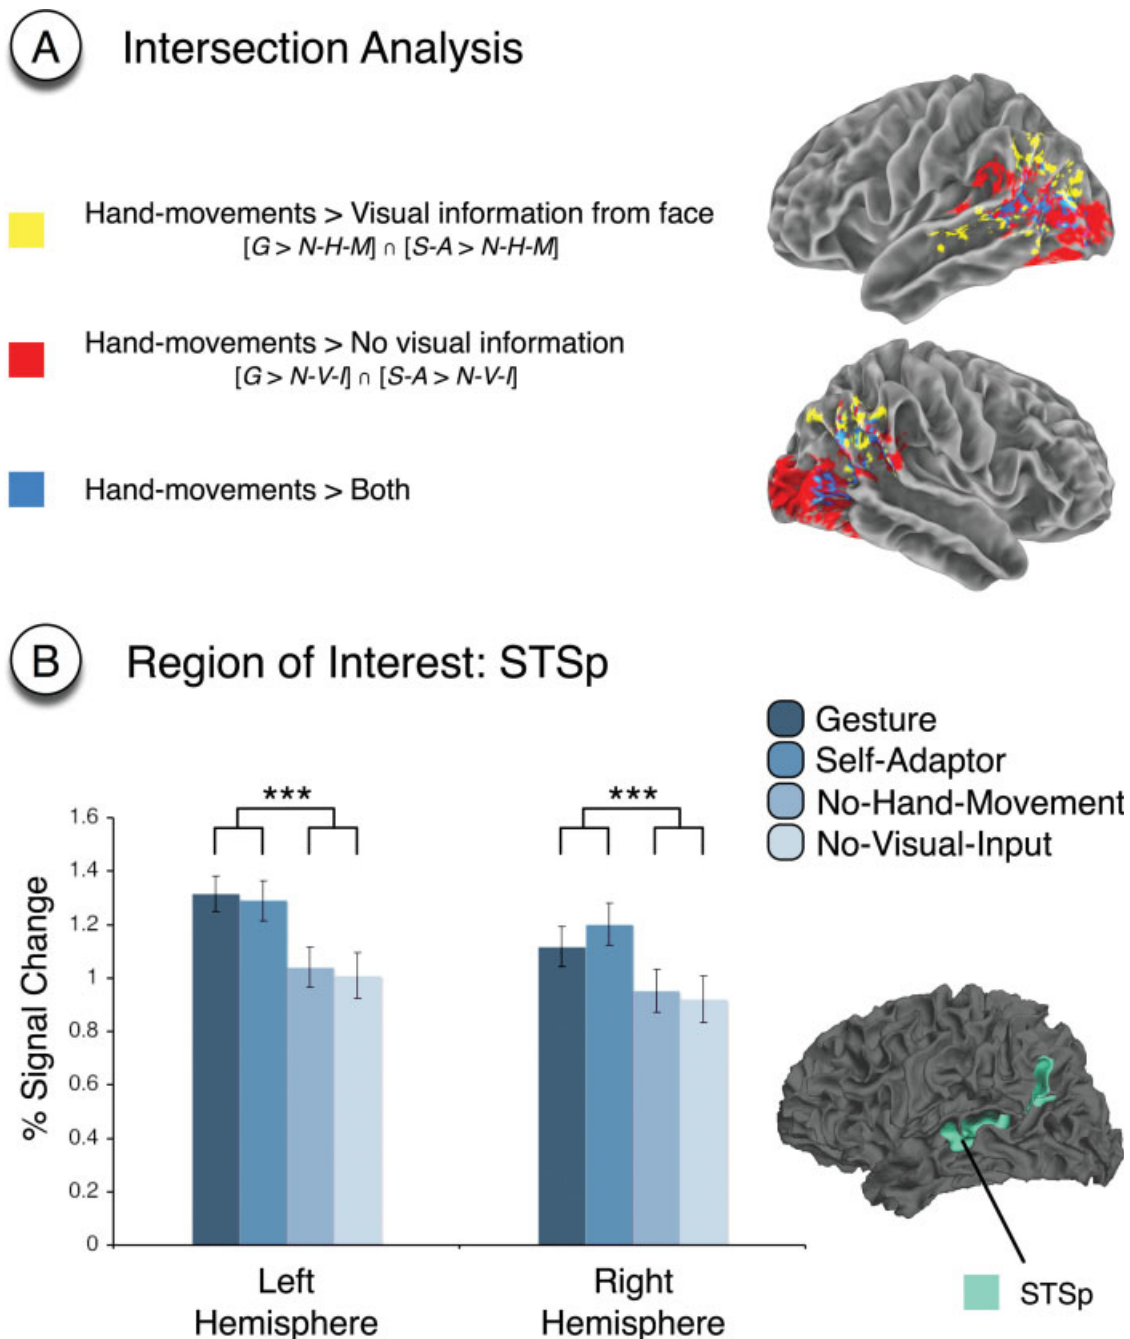 A Intersection Analysis
Hand-movements > Visual information from face
[G > N-H-M] ∩ [S-A > N-H-M]
Hand-movements > No visual information
[G > N-V-I] ∩ [S-A > N-V-I]
Hand-movements > Both
B Region of Interest: STSp
Gesture
Self-Adaptor
No-Hand-Movement
No-Visual-Input
*** ***
% Signal Change
1.6
1.4
1.2
1
0.8
0.6
0.4
0.2
0
Left
Hemisphere
Right
Hemisphere
STSp